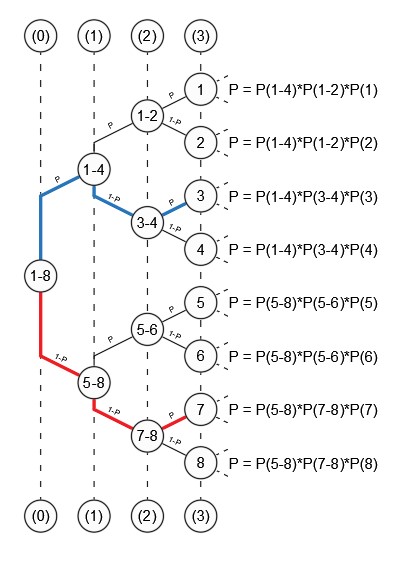 (0) (1) (2) (3)
1 P = P(1-4)*P(1-2)*P(1)
P
1-2
P 1-P
2 P = P(1-4)*P(1-2)*P(2)
1-4
P
3 P = P(1-4)*P(3-4)*P(3)
1-P P
3-4
1-P
4 P = P(1-4)*P(3-4)*P(4)
1-8
5 P = P(5-8)*P(5-6)*P(5)
P
5-6
P 1-P
1-P
6 P = P(5-8)*P(5-6)*P(6)
5-8
7 P = P(5-8)*P(7-8)*P(7)
1-P P
7-8
1-P
8 P = P(5-8)*P(7-8)*P(8)
(0) (1) (2) (3)